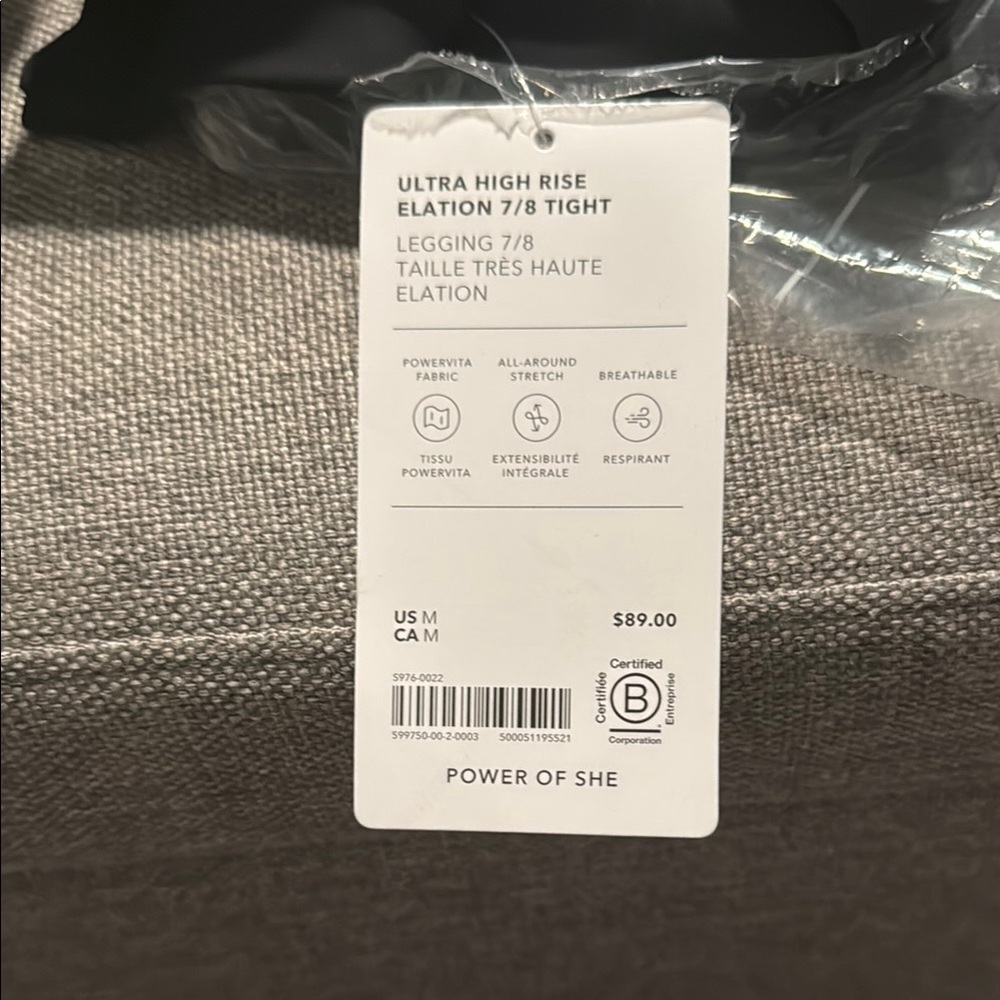 ULTRA HIGH RISE
ELATION 7/8 TIGHT
LEGGING 7/8
TAILLE TRÈS HAUTE
ELATION
POWERVITA
FABRIC
ALL-AROUND
STRETCH
BREATHABLE
TISSU
POWERVITA
EXTENSIBILITÉ
INTÉGRALE
RESPIRANT
US M
CA M
$89.00
S976-0022
599750-00-2-0003 500051195521
Certified
Certifiée
B
Entreprise
Corporation
POWER OF SHE